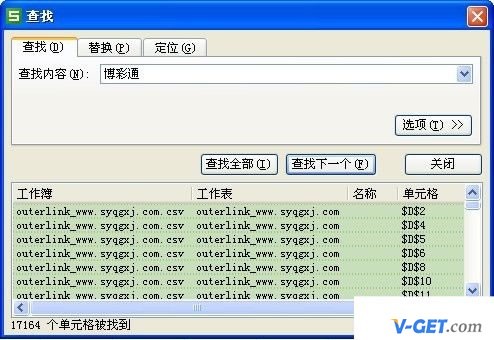 查找
查找(D) 替换(P) 定位(G)
查找内容(N): 博彩通
选项(T) >>
查找全部(I) 查找下一个(F) 关闭
工作簿 工作表 名称 单元格
outerlink_www.syqgxj.com.csv outerlink_www.syqgxj.com $D$2
outerlink_www.syqgxj.com.csv outerlink_www.syqgxj.com $D$4
outerlink_www.syqgxj.com.csv outerlink_www.syqgxj.com $D$5
outerlink_www.syqgxj.com.csv outerlink_www.syqgxj.com $D$6
outerlink_www.syqgxj.com.csv outerlink_www.syqgxj.com $D$8
outerlink_www.syqgxj.com.csv outerlink_www.syqgxj.com $D$10
outerlink_www.syqgxj.com.csv outerlink_www.syqgxj.com $D$11
17164 个单元格被找到
V-GET.com